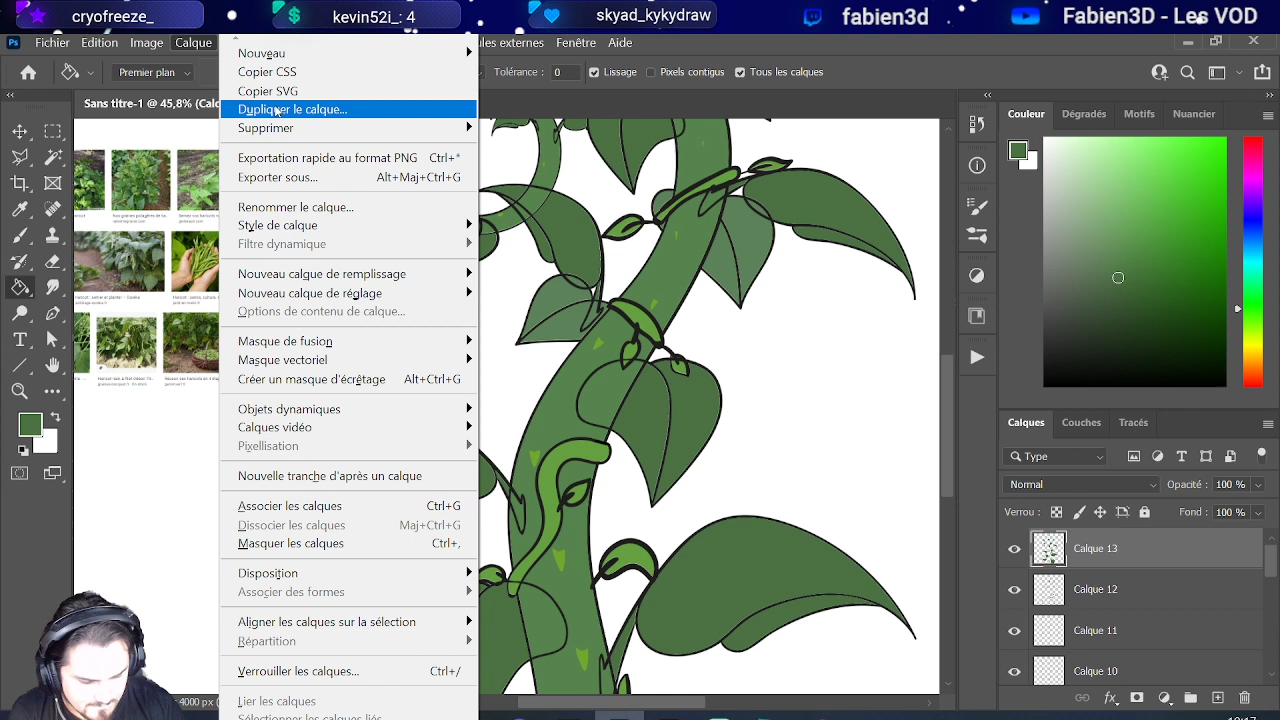 cryofreeze
kevin52i_: 4
skyad_kykydraw
fabien3d
Fabien3D - Les VOD
Ps Fichier Edition Image Calque
ules externes Fenêtre Aide
Premier plan
Tolérance : 0 Lissage Pixels contigus Tous les calques
Sans titre-1 @ 45,8% (Calq
Nouveau
Copier CSS
Copier SVG
Dupliquer le calque...
Supprimer
Exportation rapide au format PNG Ctrl+"
Exporter sous... Alt+Maj+Ctrl+G
Renommer le calque...
Style de calque
Filtre dynamique
Nouveau calque de remplissage
Nouveau calque de réglage
Options de contenu de calque...
Masque de fusion
Masque vectoriel
Créer un masque d'écrêtage Alt+Ctrl+G
Objets dynamiques
Calques vidéo
Pixellisation
Nouvelle tranche d'après un calque
Associer les calques Ctrl+G
Dissocier les calques Maj+Ctrl+G
Masquer les calques Ctrl+,
Disposition
Associer des formes
Aligner les calques sur la sélection
Répartition
Verrouiller les calques... Ctrl+/
Lier les calques
Sélectionner les calques liés
4000 px
Couleur Dégradés Motifs Nuancier
Calques Couches Tracés
Type
Normal Opacité : 100 %
Verrou : Fond : 100 %
Calque 13
Calque 12
Calque 11
Calque 10